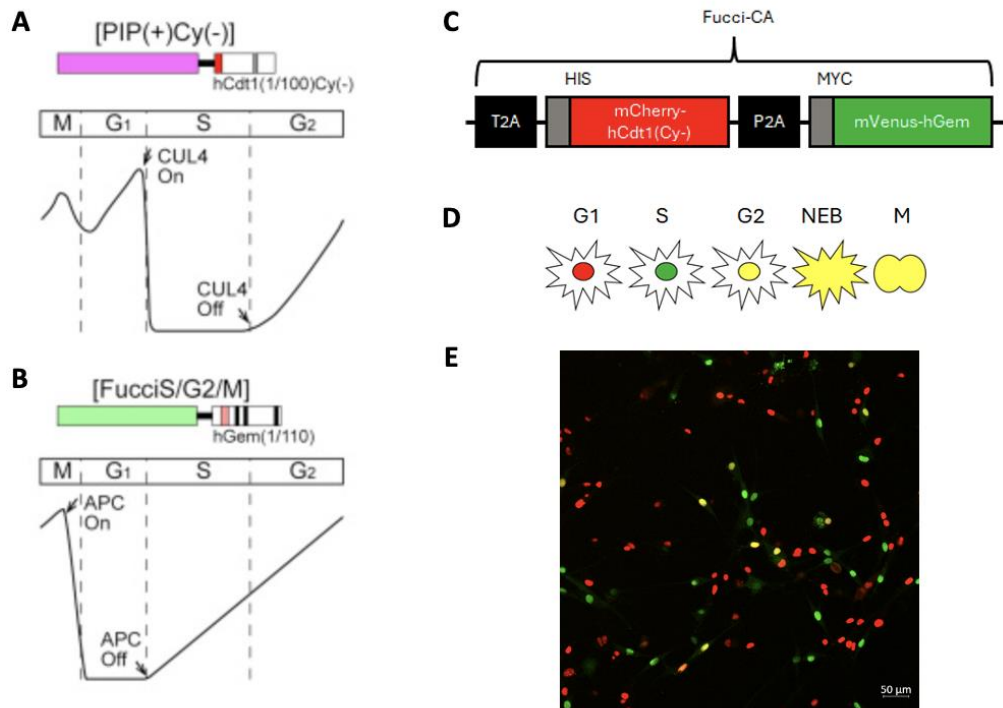 A
[PIP(+)Cy(-)]
hCdt1(1/100)Cy(-)
M G1 S G2
CUL4
On
CUL4
Off
B
[FucciS/G2/M]
hGem(1/110)
M G1 S G2
APC
On
APC
Off
C
Fucci-CA
HIS MYC
T2A mCherry-
hCdt1(Cy-) P2A mVenus-hGem
D
G1 S G2 NEB M
E
50 µm